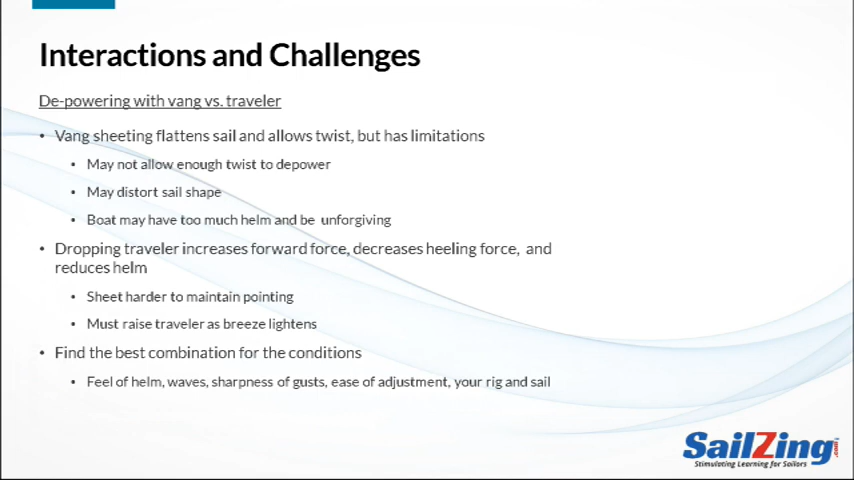 Interactions and Challenges
De-powering with vang vs. traveler
• Vang sheeting flattens sail and allows twist, but has limitations
• May not allow enough twist to depower
• May distort sail shape
• Boat may have too much helm and be unforgiving
• Dropping traveler increases forward force, decreases heeling force, and
reduces helm
• Sheet harder to maintain pointing
• Must raise traveler as breeze lightens
• Find the best combination for the conditions
• Feel of helm, waves, sharpness of gusts, ease of adjustment, your rig and sail
SailZing.com
Stimulating Learning for Sailors